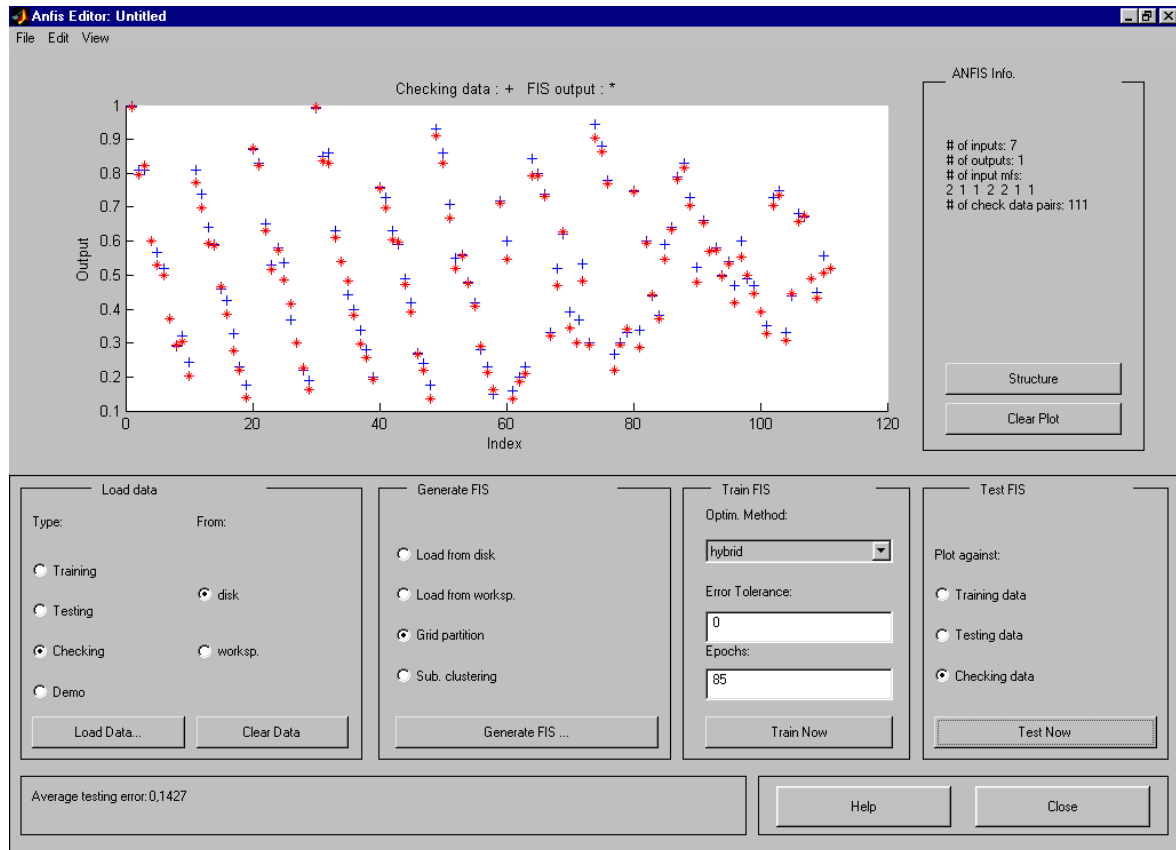 Anfis Editor: Untitled
File Edit View
Checking data : + FIS output : *
1
0.9
0.8
0.7
0.6
0.5
0.4
0.3
0.2
0.1
Output
0 20 40 60 80 100 120
Index
ANFIS Info.
# of inputs: 7
# of outputs: 1
# of input mfs:
2 1 1 2 2 1 1
# of check data pairs: 111
Structure
Clear Plot
Load data
Type: From:
Training
disk
Testing
Checking
worksp.
Demo
Load Data...
Clear Data
Generate FIS
Load from disk
Load from worksp.
Grid partition
Sub. clustering
Generate FIS ...
Train FIS
Optim. Method:
hybrid
Error Tolerance:
0
Epochs:
85
Train Now
Test FIS
Plot against:
Training data
Testing data
Checking data
Test Now
Average testing error: 0,1427
Help
Close